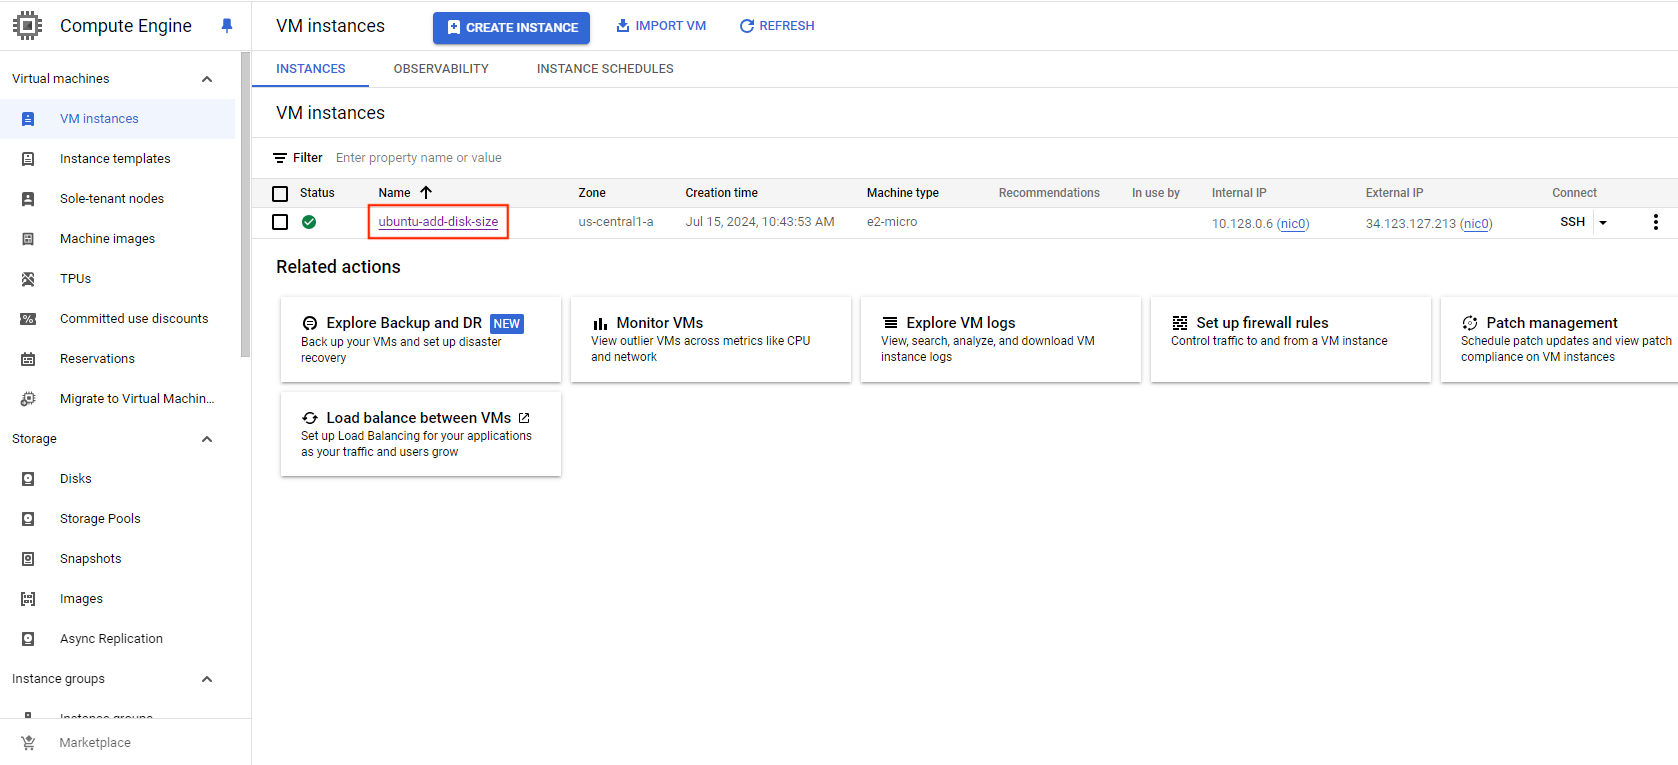 Compute Engine
VM instances
CREATE INSTANCE
IMPORT VM
REFRESH
Virtual machines
VM instances
Instance templates
Sole-tenant nodes
Machine images
TPUs
Committed use discounts
Reservations
Migrate to Virtual Machin...
Storage
Disks
Storage Pools
Snapshots
Images
Async Replication
Instance groups
Instance groups
Marketplace
INSTANCES
OBSERVABILITY
INSTANCE SCHEDULES
VM instances
Filter Enter property name or value
Status Name Zone Creation time Machine type Recommendations In use by Internal IP External IP Connect
ubuntu-add-disk-size us-central1-a Jul 15, 2024, 10:43:53 AM e2-micro 10.128.0.6 (nic0) 34.123.127.213 (nic0) SSH
Related actions
Explore Backup and DR NEW
Back up your VMs and set up disaster
recovery
Monitor VMs
View outlier VMs across metrics like CPU
and network
Explore VM logs
View, search, analyze, and download VM
instance logs
Set up firewall rules
Control traffic to and from a VM instance
Patch management
Schedule patch updates and view patch
compliance on VM instances
Load balance between VMs
Set up Load Balancing for your applications
as your traffic and users grow